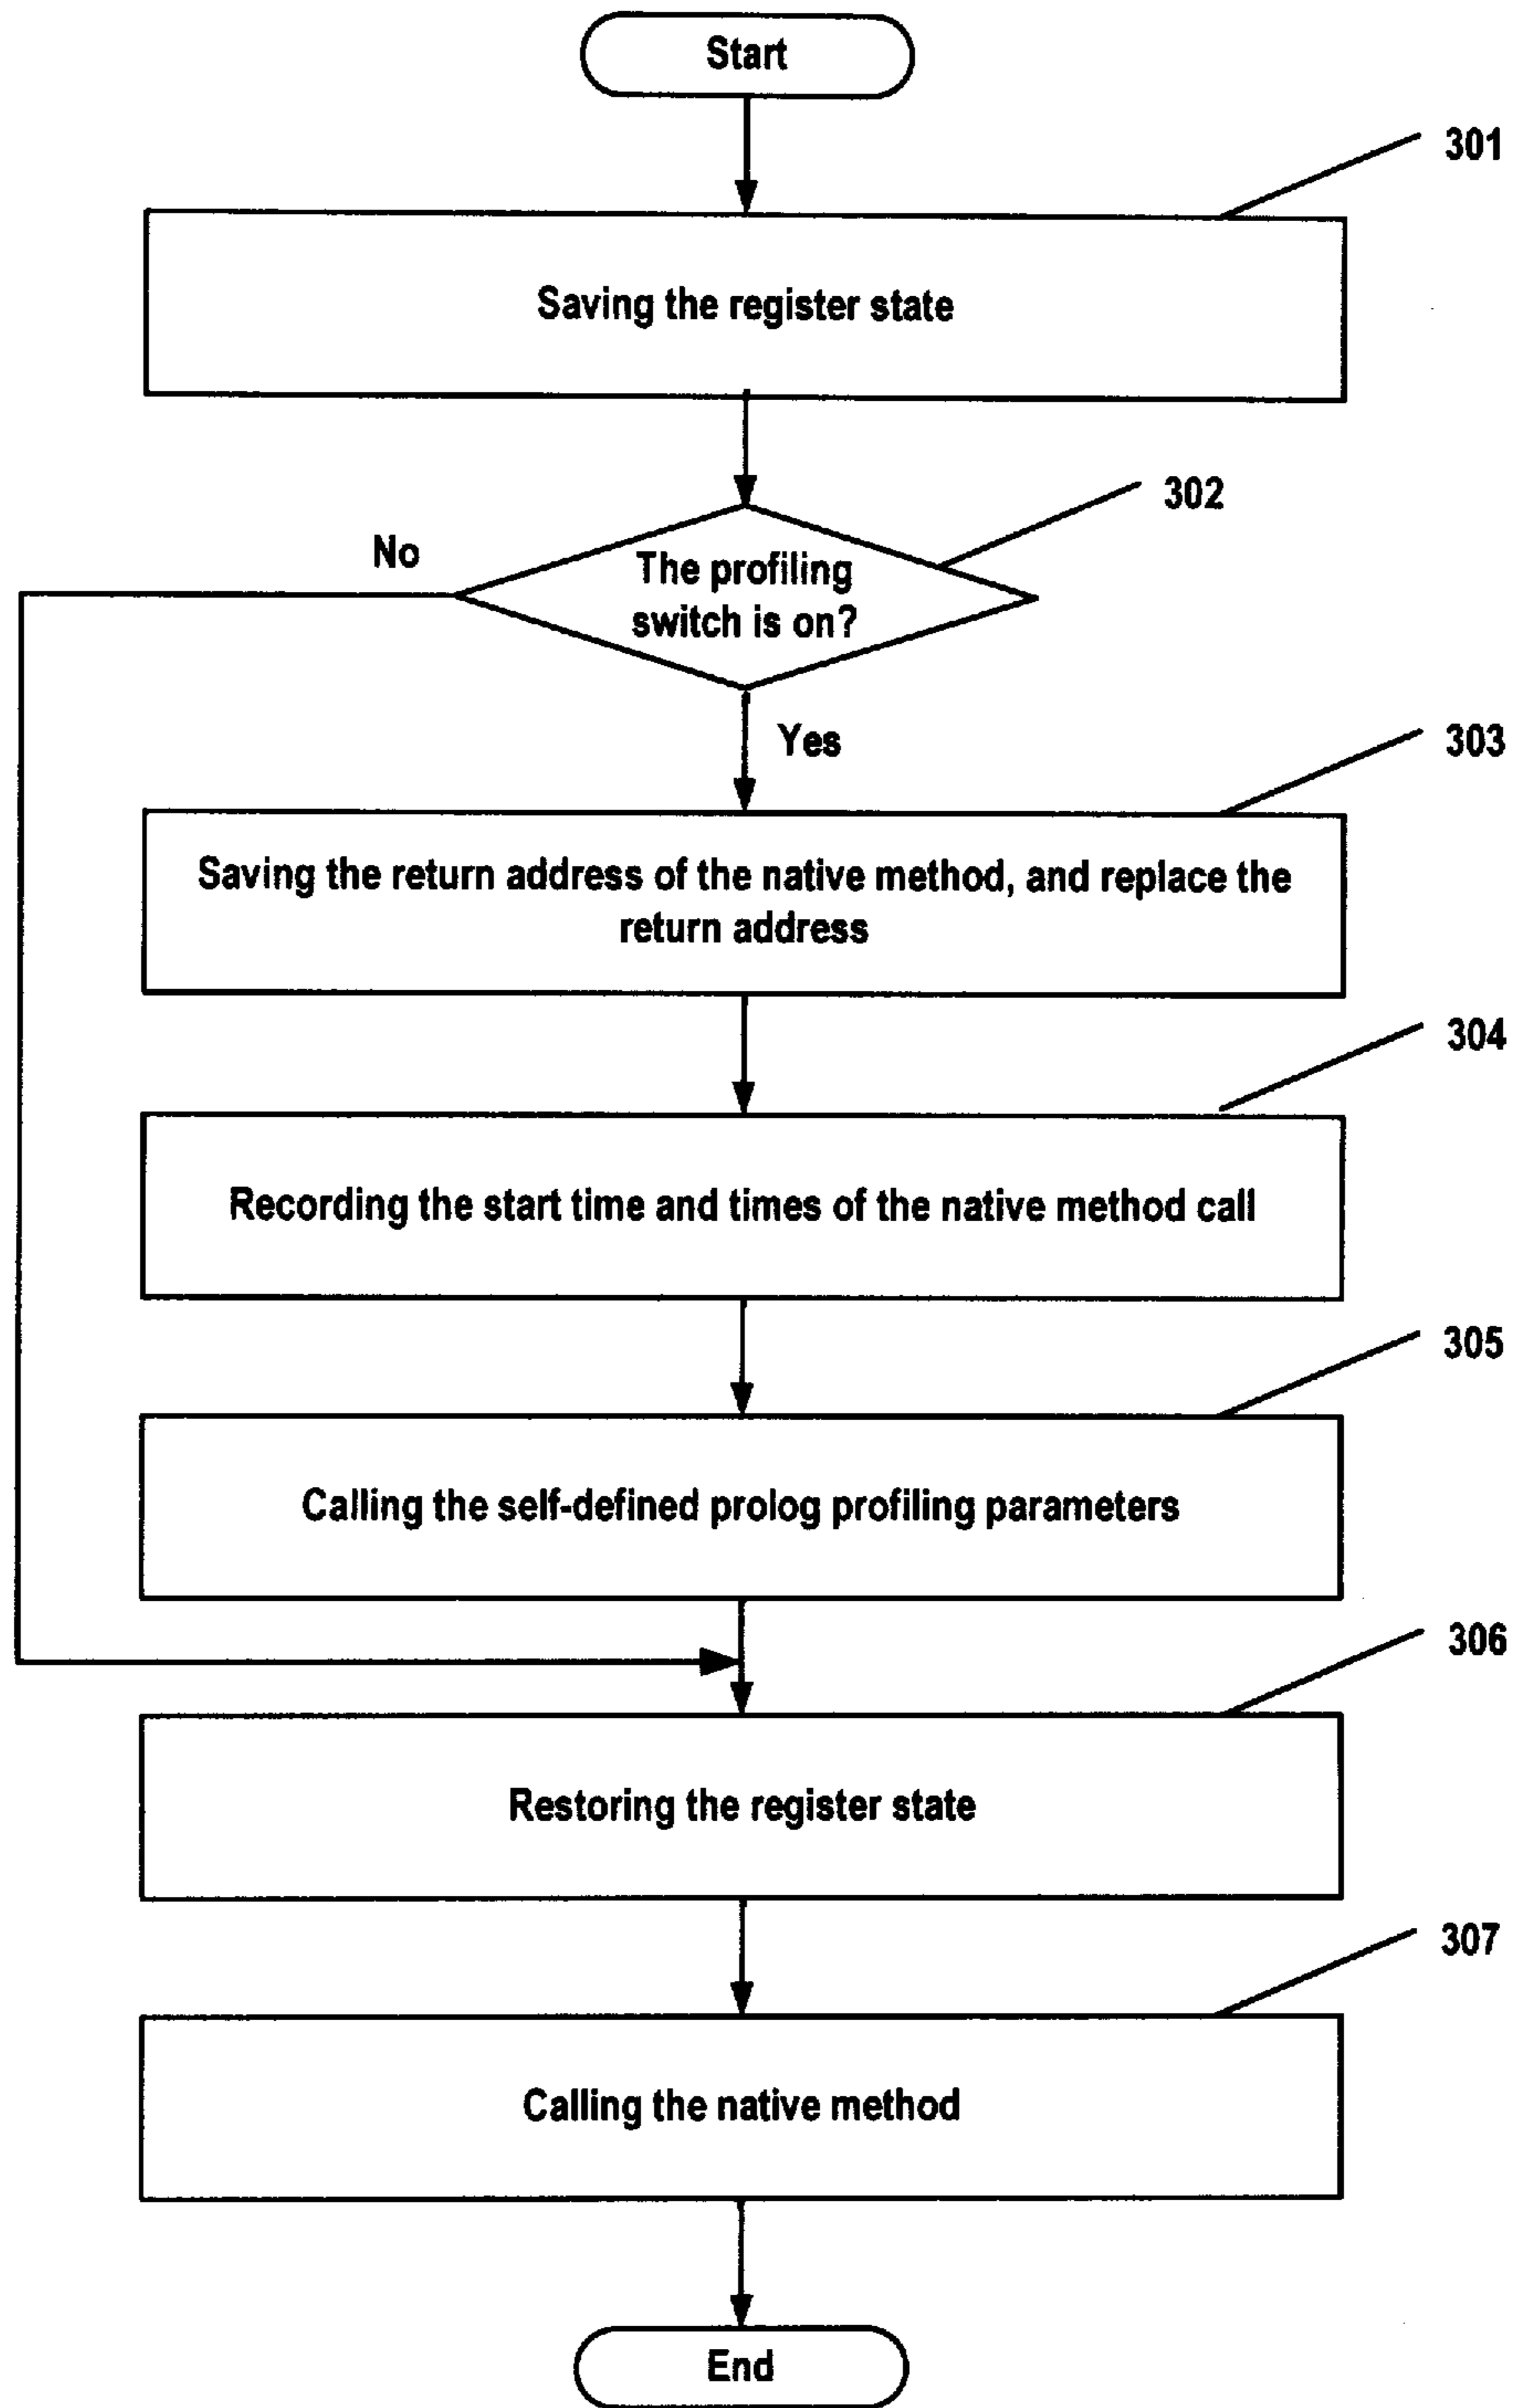 Start
301
Saving the register state
302
No
The profiling
switch is on?
Yes
303
Saving the return address of the native method, and replace the
return address
304
Recording the start time and times of the native method call
305
Calling the self-defined prolog profiling parameters
306
Restoring the register state
307
Calling the native method
End